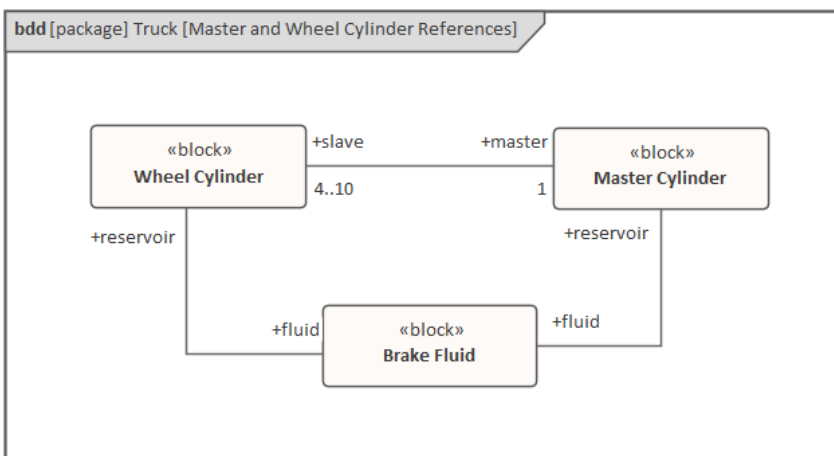 bdd [package] Truck [Master and Wheel Cylinder References]
+slave
+master
«block»
Wheel Cylinder
«block»
Master Cylinder
4..10
1
+reservoir
+reservoir
+fluid
+fluid
«block»
Brake Fluid